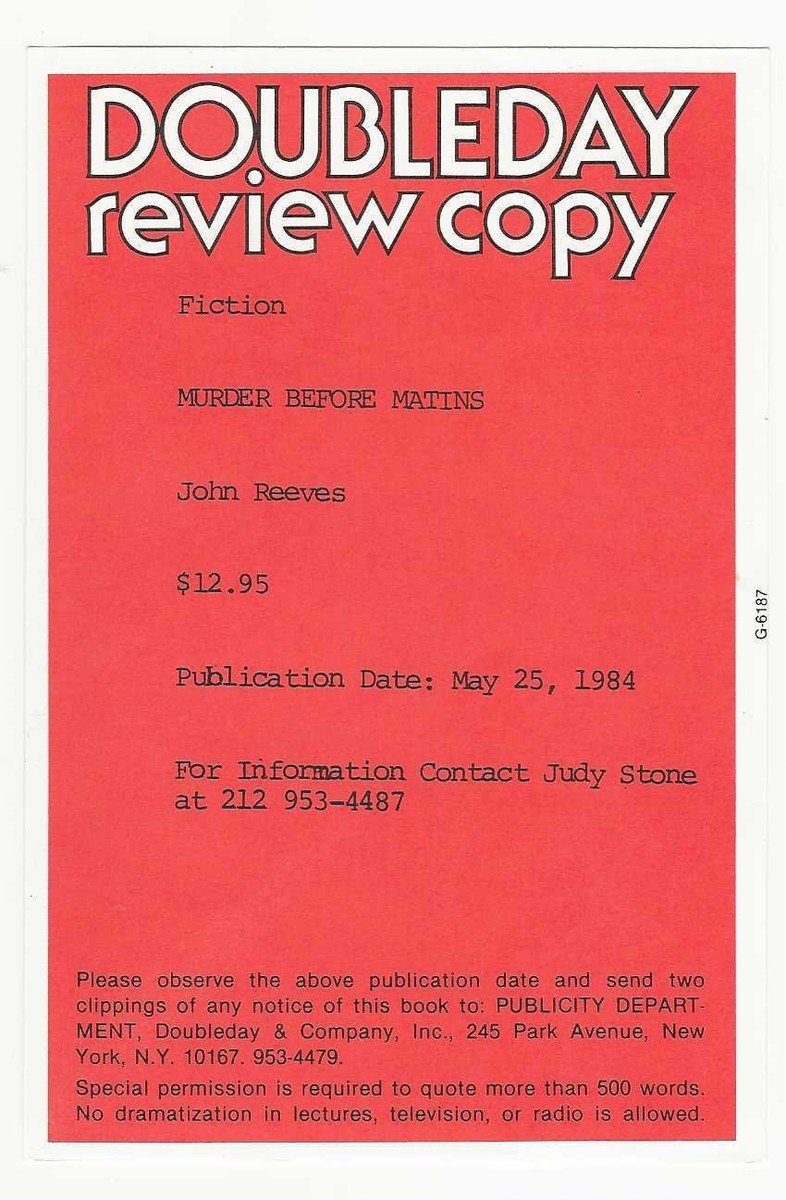 DOUBLEDAY
review copy
Fiction
MURDER BEFORE MATINS
John Reeves
$12.95
Publication Date: May 25, 1984
For Information Contact Judy Stone
at 212 953-4487
G-6187
Please observe the above publication date and send two
clippings of any notice of this book to: PUBLICITY DEPART-
MENT, Doubleday & Company, Inc., 245 Park Avenue, New
York, N.Y. 10167. 953-4479.
Special permission is required to quote more than 500 words.
No dramatization in lectures, television, or radio is allowed.